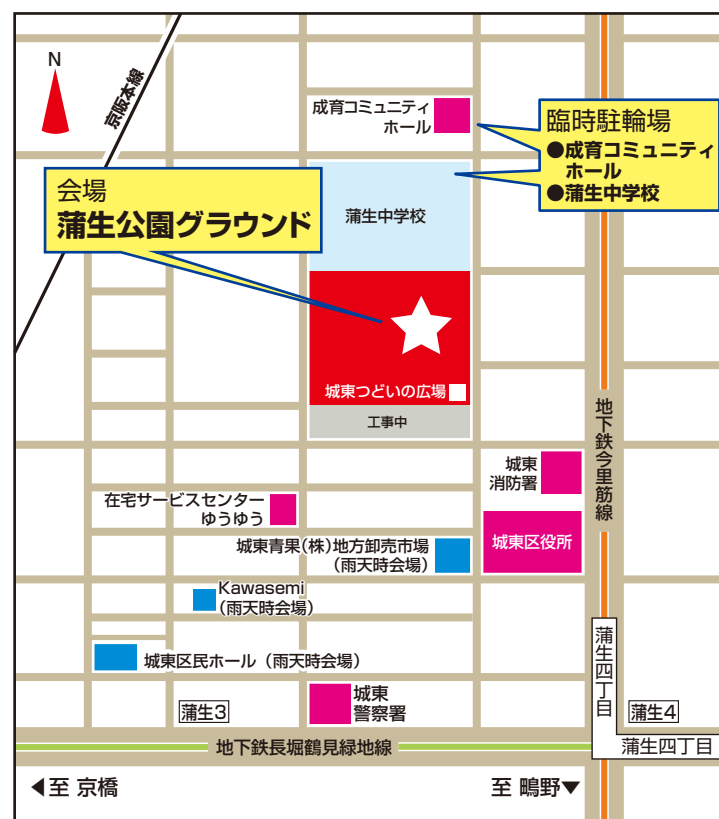 N
京阪本線
成育コミュニティ
ホール
臨時駐輪場
●成育コミュニティ
ホール
●蒲生中学校
会場
蒲生公園グラウンド
蒲生中学校
城東つどいの広場
工事中
地下鉄今里筋線
城東
消防署
在宅サービスセンター
ゆうゆう
城東青果(株)地方卸売市場
(雨天時会場)
城東区役所
Kawasemi
(雨天時会場)
城東区民ホール(雨天時会場)
蒲生四丁目
蒲生3
城東
警察署
蒲生4
地下鉄長堀鶴見緑地線
蒲生四丁目
◀至 京橋
至 鴫野▼